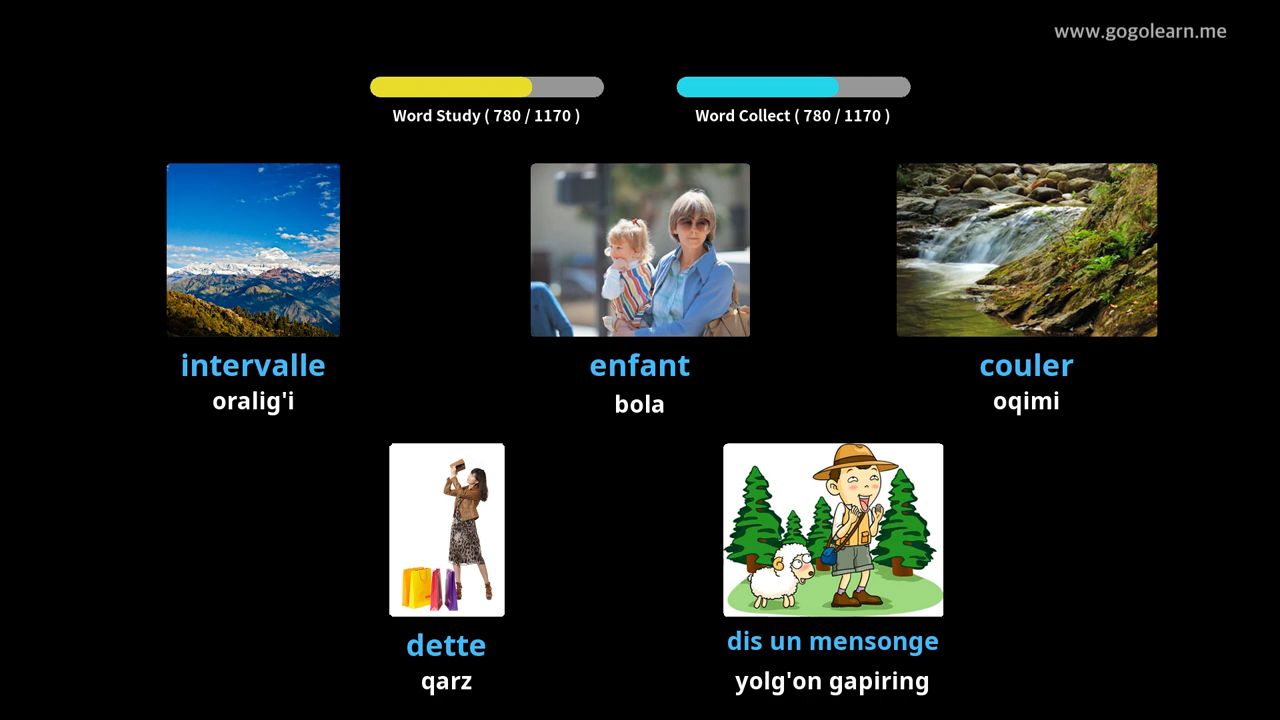 www.gogolearn.me
Word Study ( 780 / 1170 )
Word Collect ( 780 / 1170 )
intervalle
oralig'i
enfant
bola
couler
oqimi
dette
qarz
dis un mensonge
yolg'on gapiring